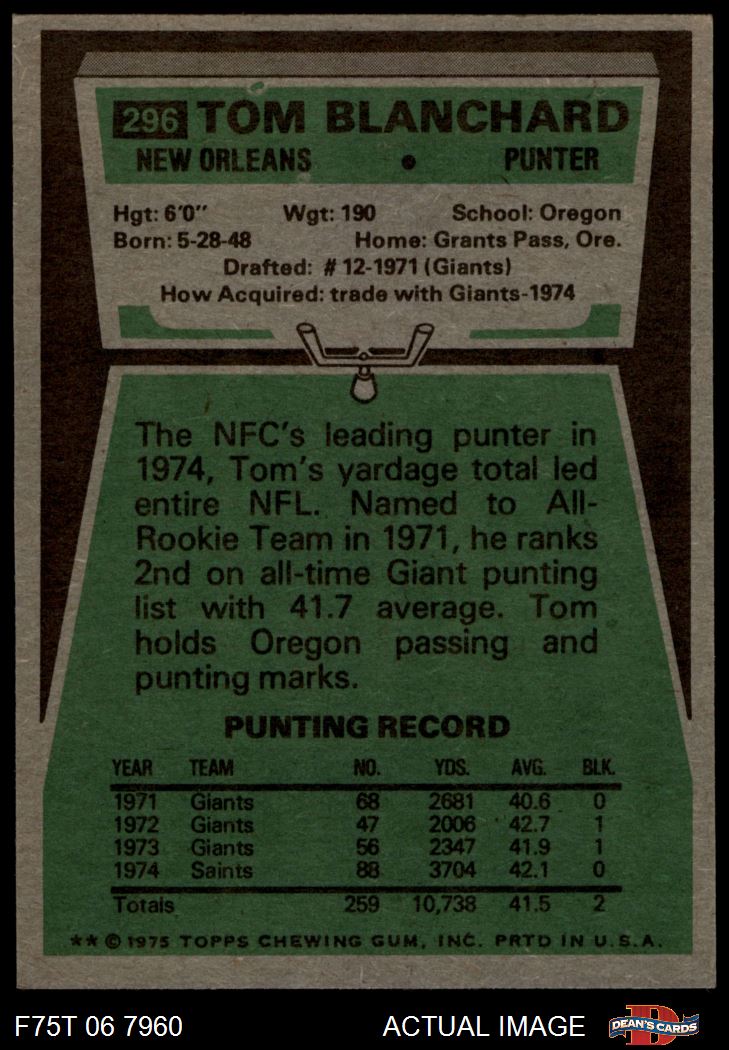 296 TOM BLANCHARD
NEW ORLEANS • PUNTER
Hgt: 6'0" Wgt: 190 School: Oregon
Born: 5-28-48 Home: Grants Pass, Ore.
Drafted: #12-1971 (Giants)
How Acquired: trade with Giants-1974
The NFC's leading punter in
1974, Tom's yardage total led
entire NFL. Named to All-
Rookie Team in 1971, he ranks
2nd on all-time Giant punting
list with 41.7 average. Tom
holds Oregon passing and
punting marks.
PUNTING RECORD
YEAR TEAM NO. YDS. AVG. BLK.
1971 Giants 68 2681 40.6 0
1972 Giants 47 2006 42.7 1
1973 Giants 56 2347 41.9 1
1974 Saints 88 3704 42.1 0
Totals 259 10,738 41.5 2
** © 1975 TOPPS CHEWING GUM, INC. PRTD IN U.S.A.
F75T 06 7960 ACTUAL IMAGE D DEAN'S CARDS